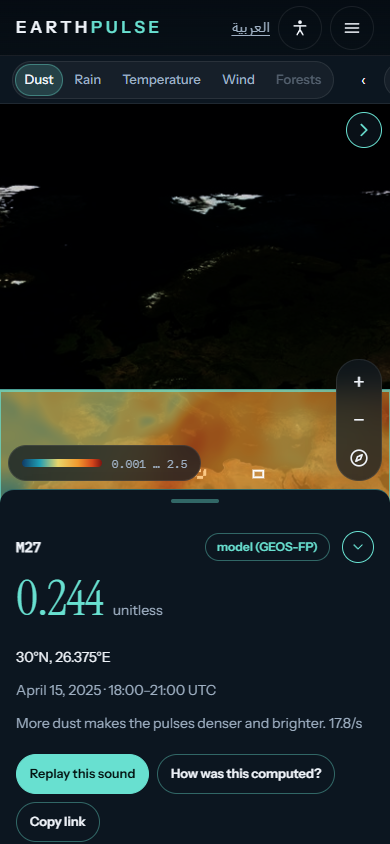 EARTHPULSE
العربية
Dust Rain Temperature Wind Forests
0.001 … 2.5
M27
model (GEOS-FP)
0.244 unitless
30°N, 26.375°E
April 15, 2025 · 18:00–21:00 UTC
More dust makes the pulses denser and brighter. 17.8/s
Replay this sound
How was this computed?
Copy link